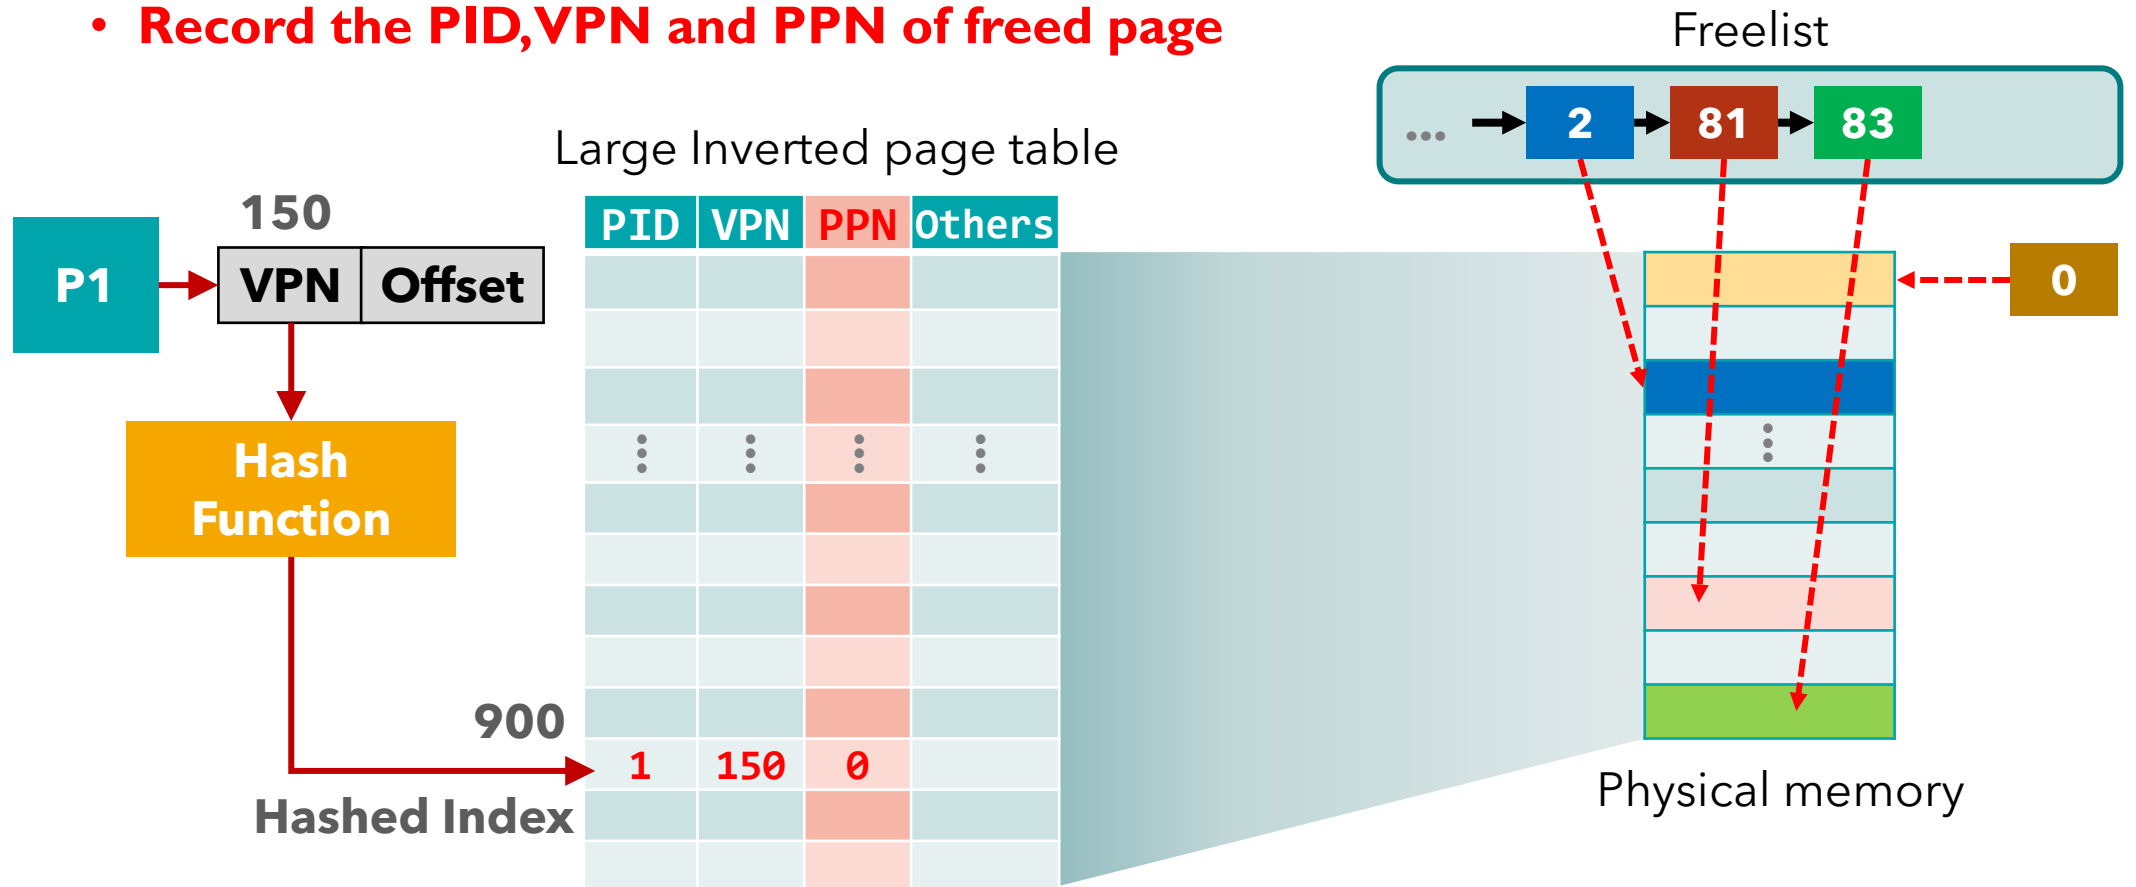 • Record the PID, VPN and PPN of freed page
Freelist
... 2 81 83
Large Inverted page table
150
P1
VPN Offset
PID VPN PPN Others
0
Hash
Function
900
1 150 0
Hashed Index
Physical memory